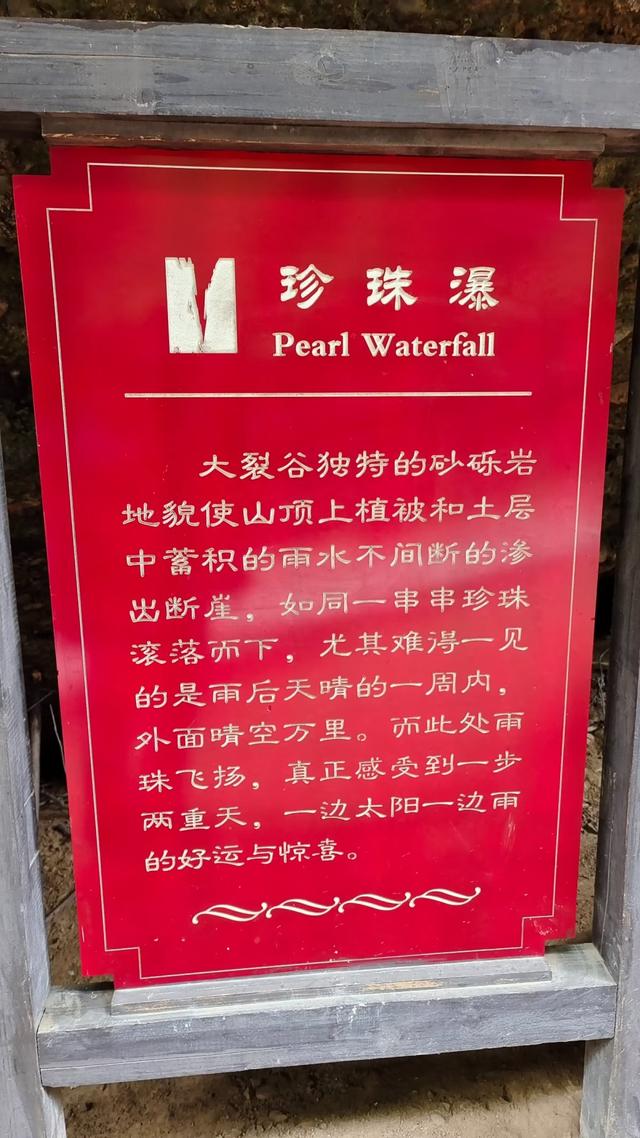 珍珠瀑
Pearl Waterfall
大裂谷独特的砂砾岩
地貌使山顶上植被和土层
中蓄积的雨水不间断的渗
出断崖，如同一串串珍珠
滚落而下，尤其难得一见
的是雨后天晴的一周内，
外面晴空万里。而此处雨
珠飞扬，真正感受到一步
两重天，一边太阳一边雨
的好运与惊喜。